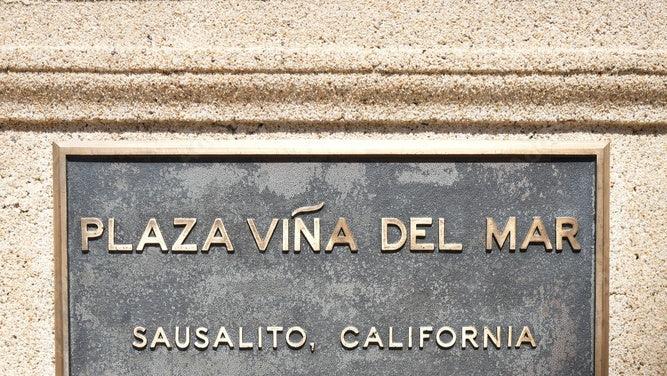 PLAZA VIÑA DEL MAR
SAUSALITO, CALIFORNIA